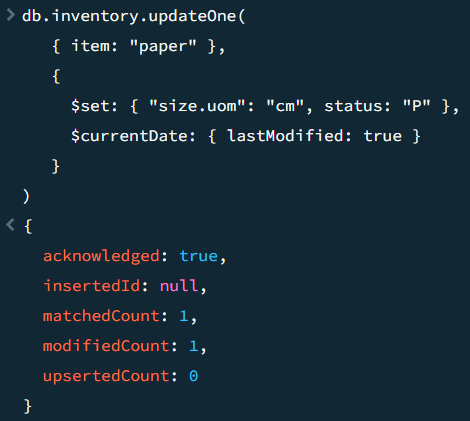 > db.inventory.updateOne(
{ item: "paper" },
{
$set: { "size.uom": "cm", status: "P" },
$currentDate: { lastModified: true }
}
)
< {
acknowledged: true,
insertedId: null,
matchedCount: 1,
modifiedCount: 1,
upsertedCount: 0
}